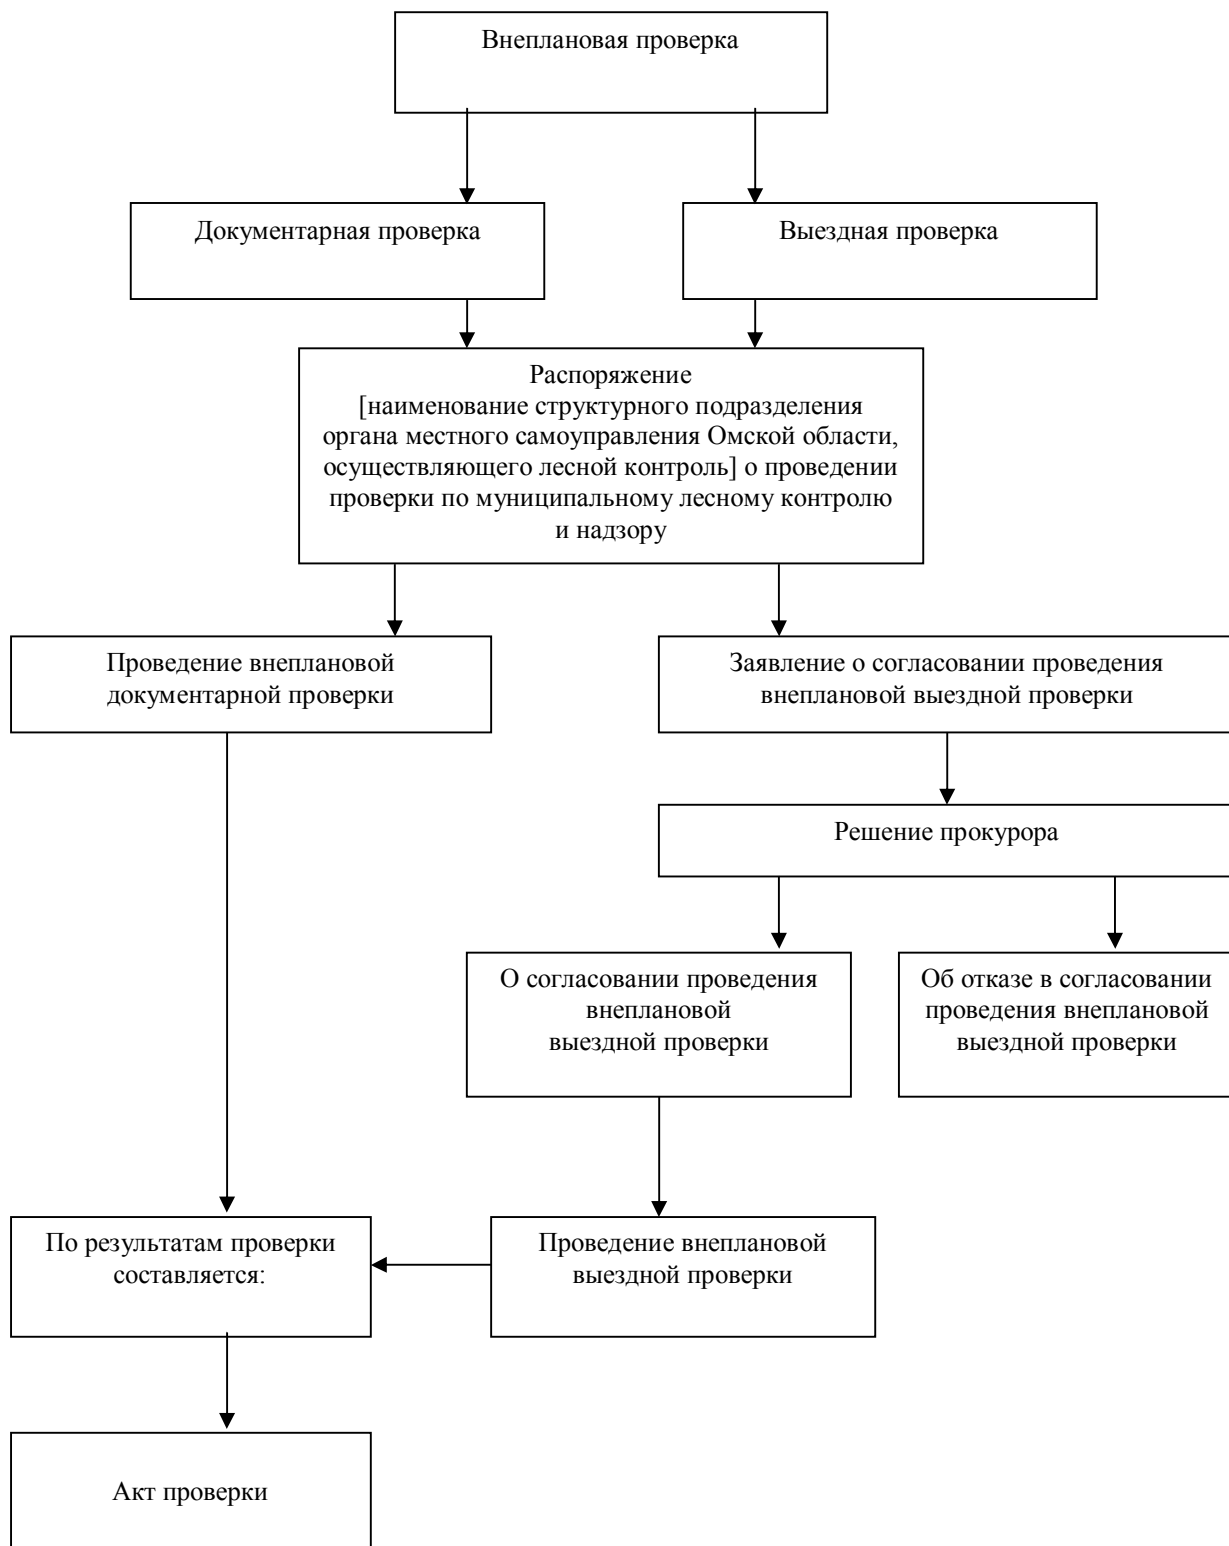 Внеплановая проверка
Документарная проверка
Выездная проверка
Распоряжение
[наименование структурного подразделения
органа местного самоуправления Омской области,
осуществляющего лесной контроль] о проведении
проверки по муниципальному лесному контролю
и надзору
Проведение внеплановой
документарной проверки
Заявление о согласовании проведения
внеплановой выездной проверки
Решение прокурора
О согласовании проведения
внеплановой
выездной проверки
Об отказе в согласовании
проведения внеплановой
выездной проверки
По результатам проверки
составляется:
Проведение внеплановой
выездной проверки
Акт проверки